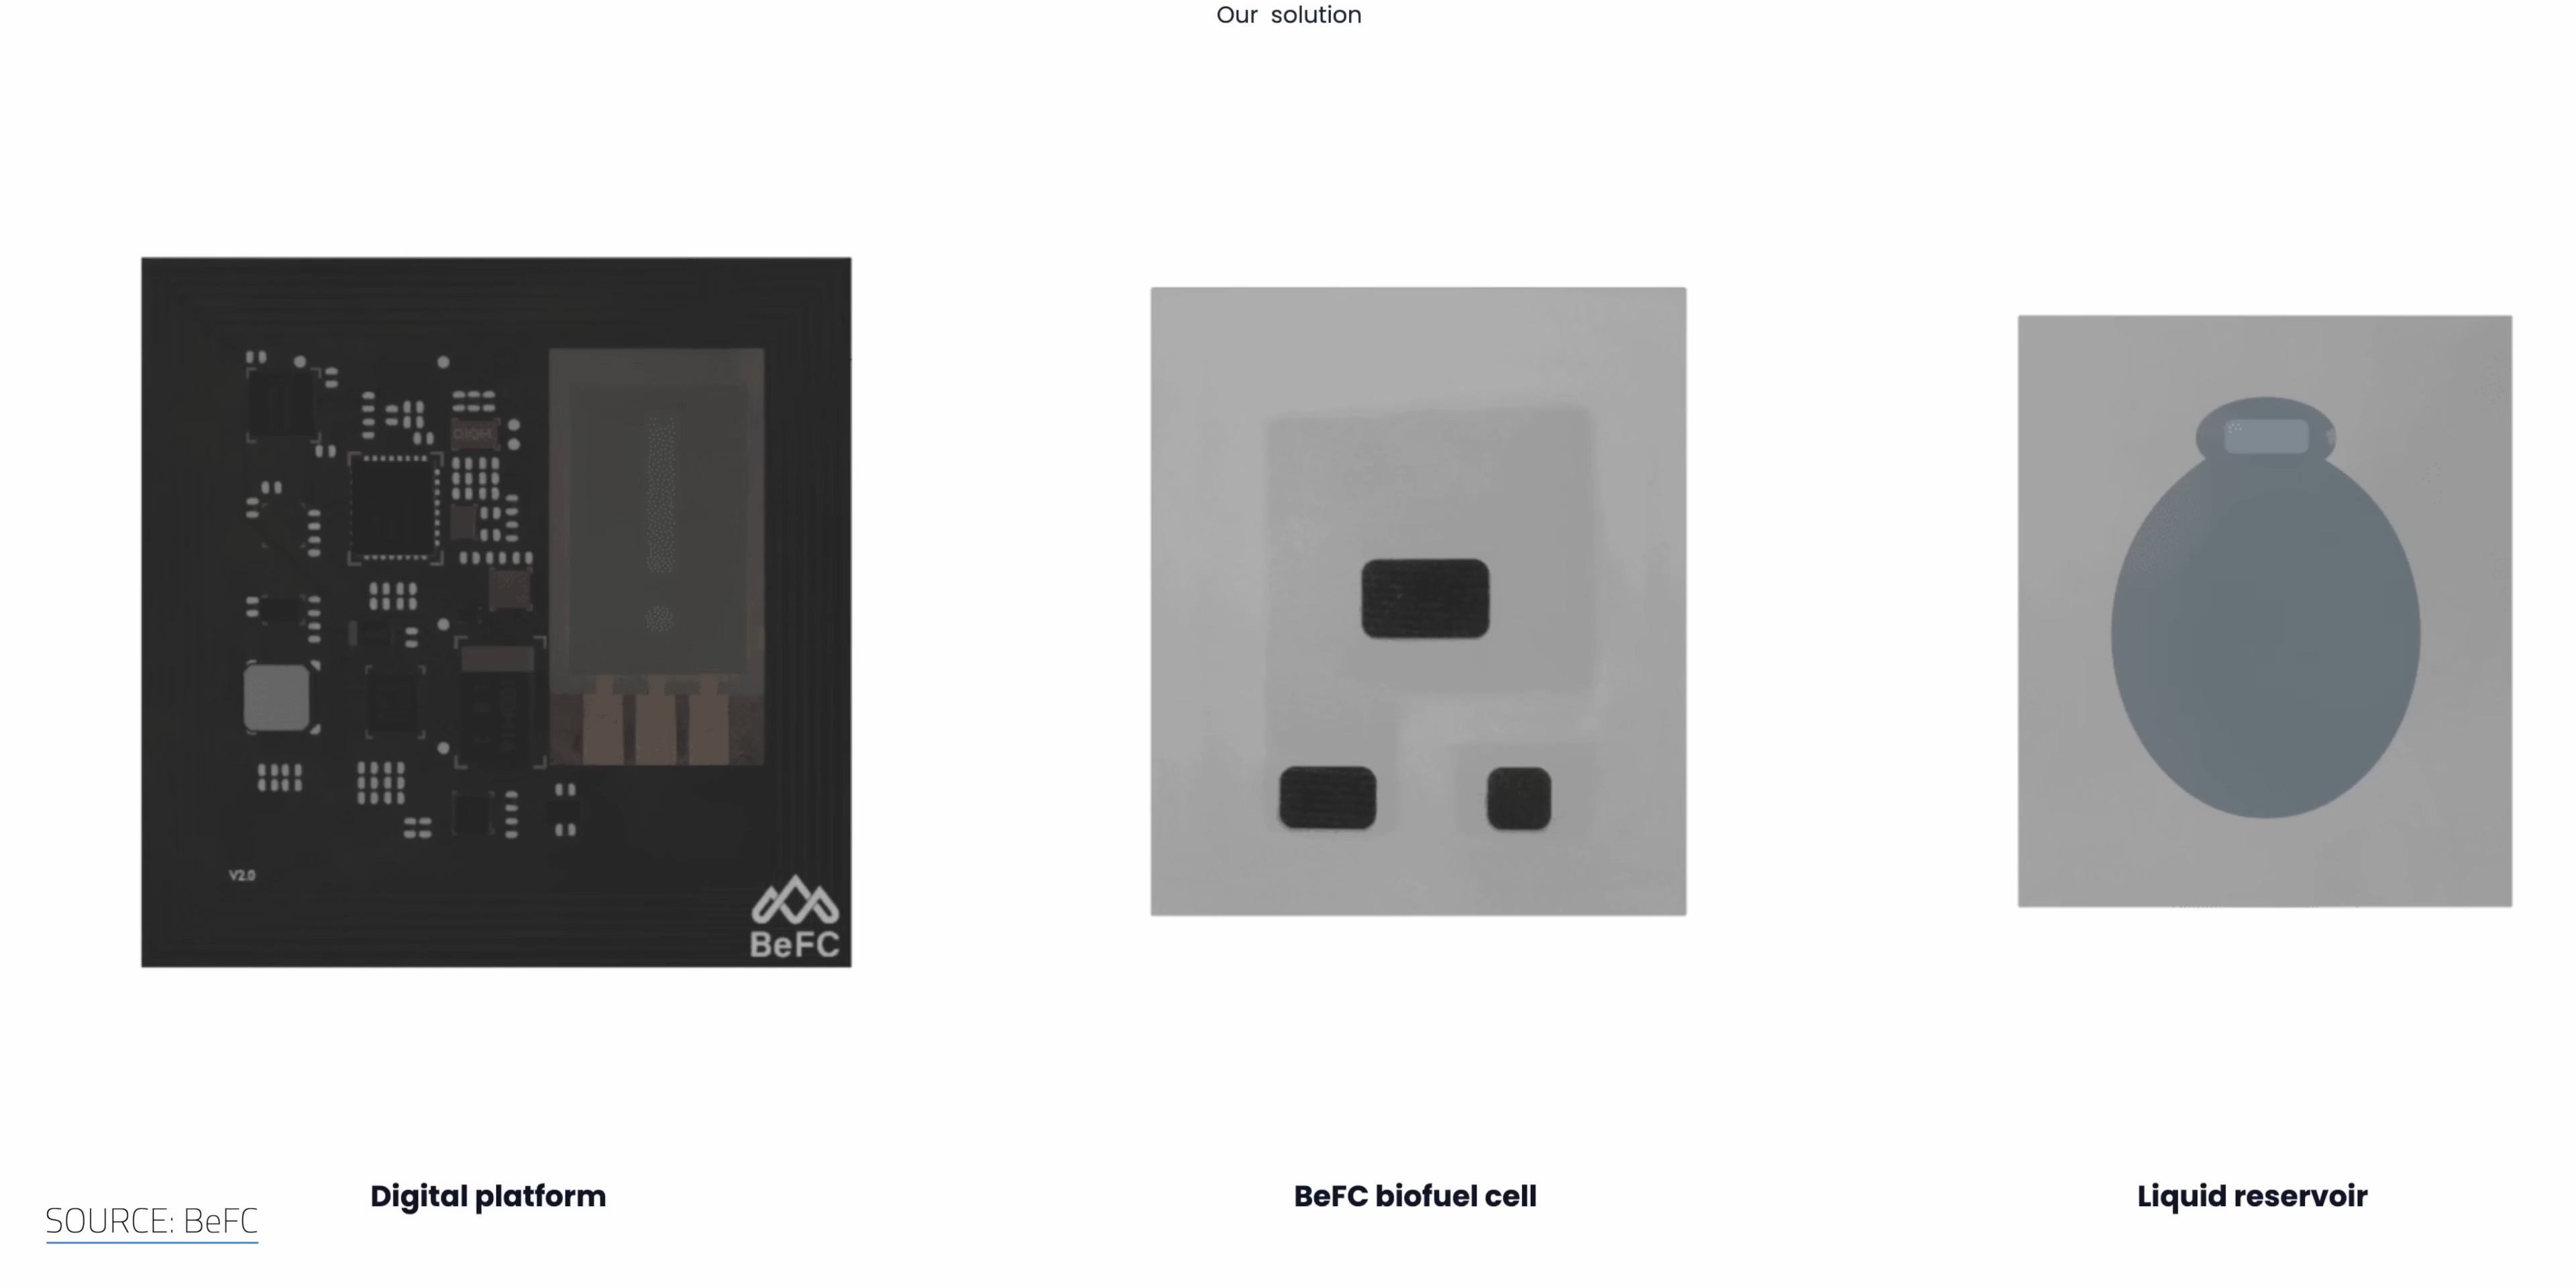 Our solution
V2.0
BeFC
Digital platform
BeFC biofuel cell
Liquid reservoir
SOURCE: BeFC